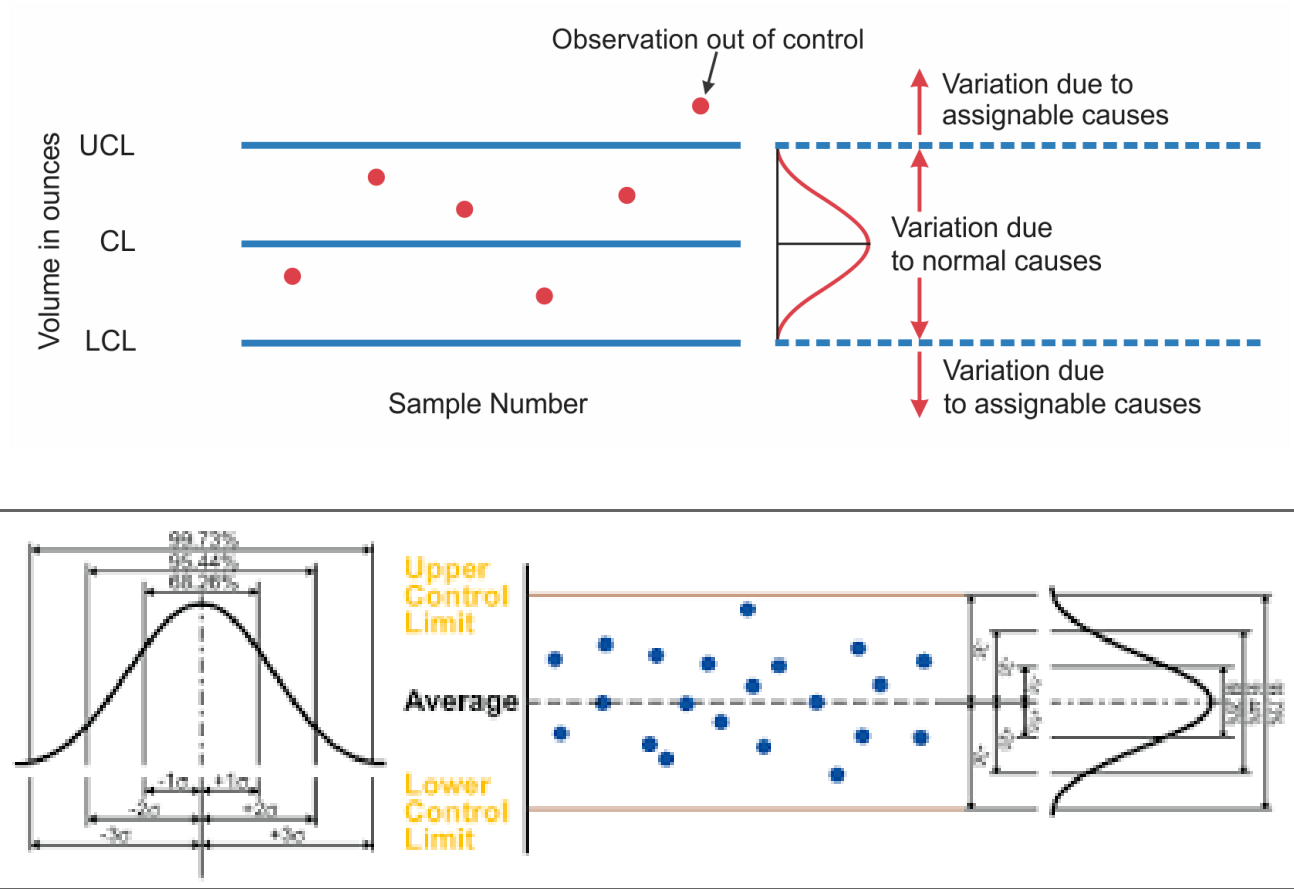 Observation out of control
Variation due to
assignable causes
UCL
Volume in ounces
CL
Variation due
to normal causes
LCL
Variation due
to assignable causes
Sample Number
99.73%
95.44%
68.26%
Upper
Control
Limit
Average
Lower
Control
Limit
-1σ +1σ
-2σ +2σ
-3σ +3σ